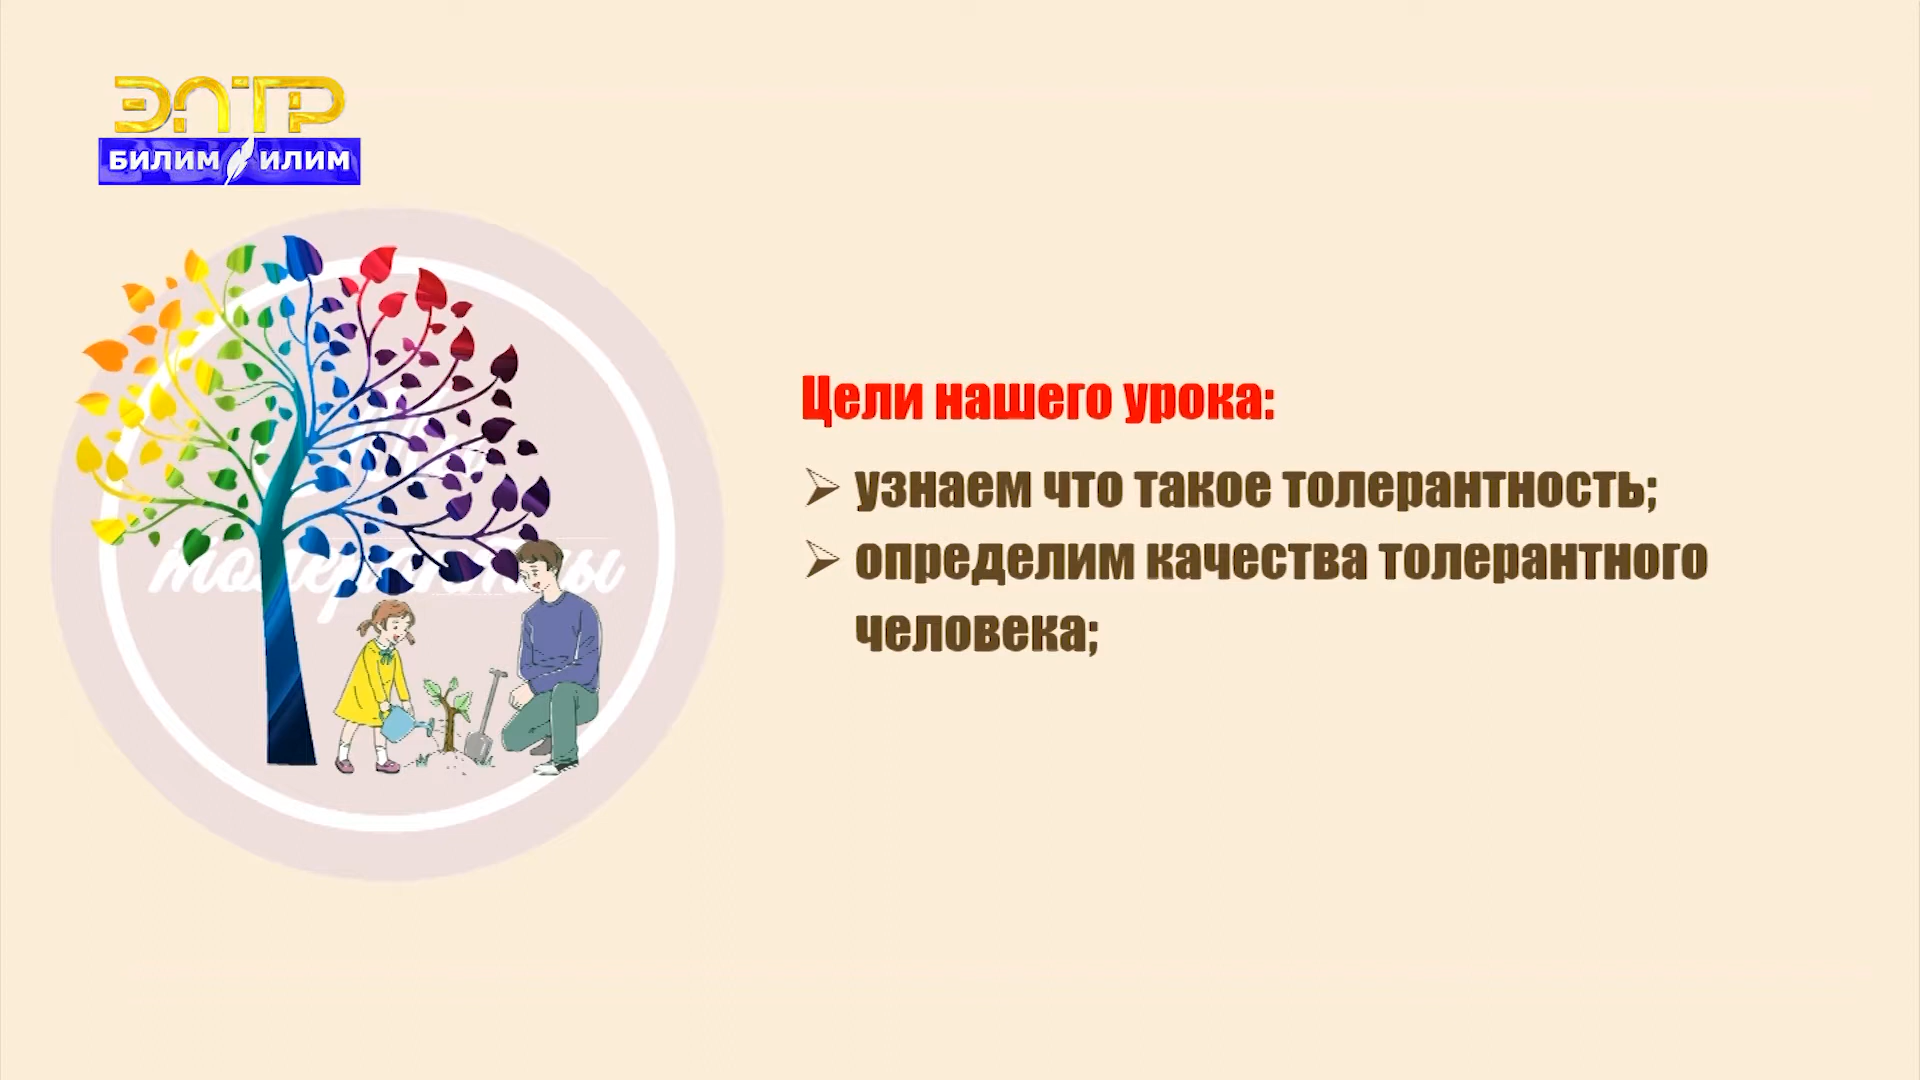 ЭЛТР
БИЛИМ ИЛИМ
Цели нашего урока:
узнаем что такое толерантность;
определим качества толерантного
человека;